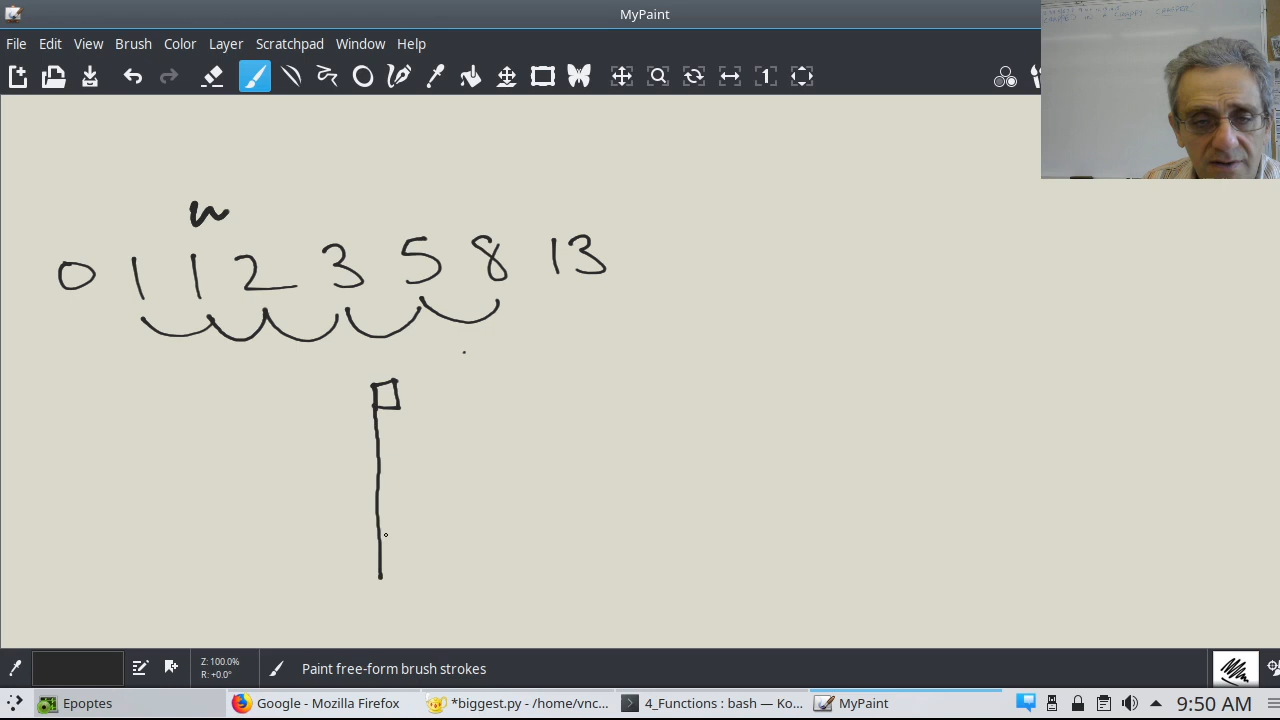 MyPaint
File Edit View Brush Color Layer Scratchpad Window Help
1
0 1 1 2 3 5 8 13
Z: 100.0%
R: +0.0°
Paint free-form brush strokes
Epoptes
Google - Mozilla Firefox
*biggest.py - /home/vnc...
4_Functions : bash — Ko...
MyPaint
9:50 AM